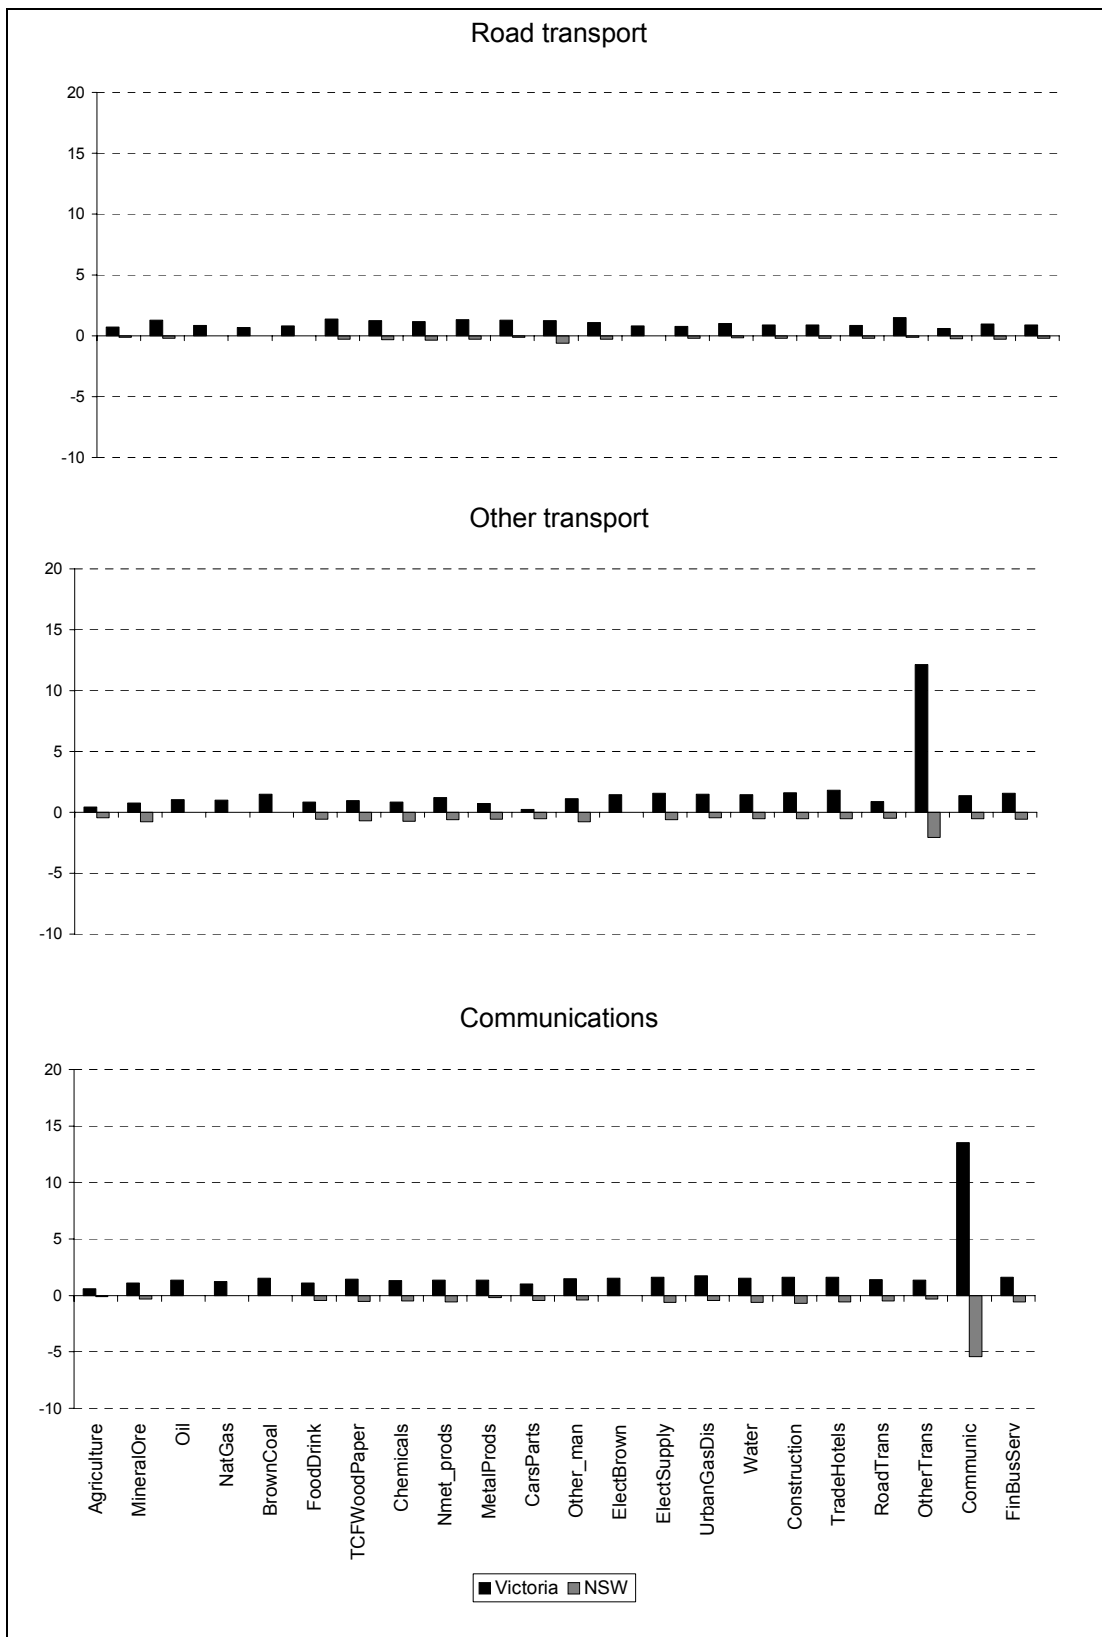 Road transport
20
15
10
5
0
-5
-10
Other transport
20
15
10
5
0
-5
-10
Communications
20
15
10
5
0
-5
-10
Agriculture
MineralOre
Oil
NatGas
BrownCoal
FoodDrink
TCFWoodPaper
Chemicals
Nmet_prods
MetalProds
CarsParts
Other_man
ElectBrown
ElectSupply
UrbanGasDis
Water
Construction
TradeHotels
RoadTrans
OtherTrans
Communic
FinBusServ
Victoria NSW